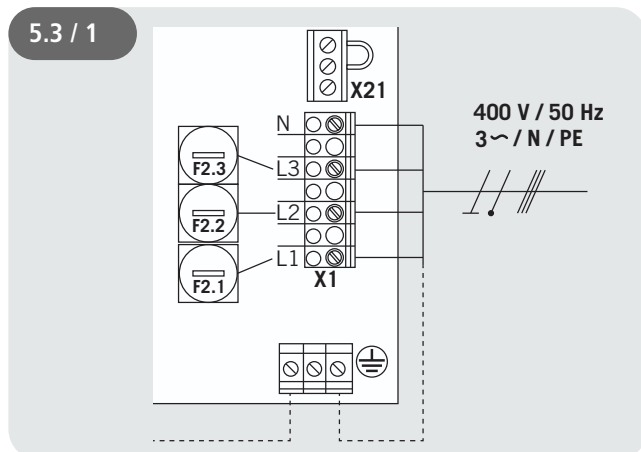 5.3 / 1
X21
400 V / 50 Hz
3~ / N / PE
N
L3
L2
L1
F2.3
F2.2
F2.1
X1